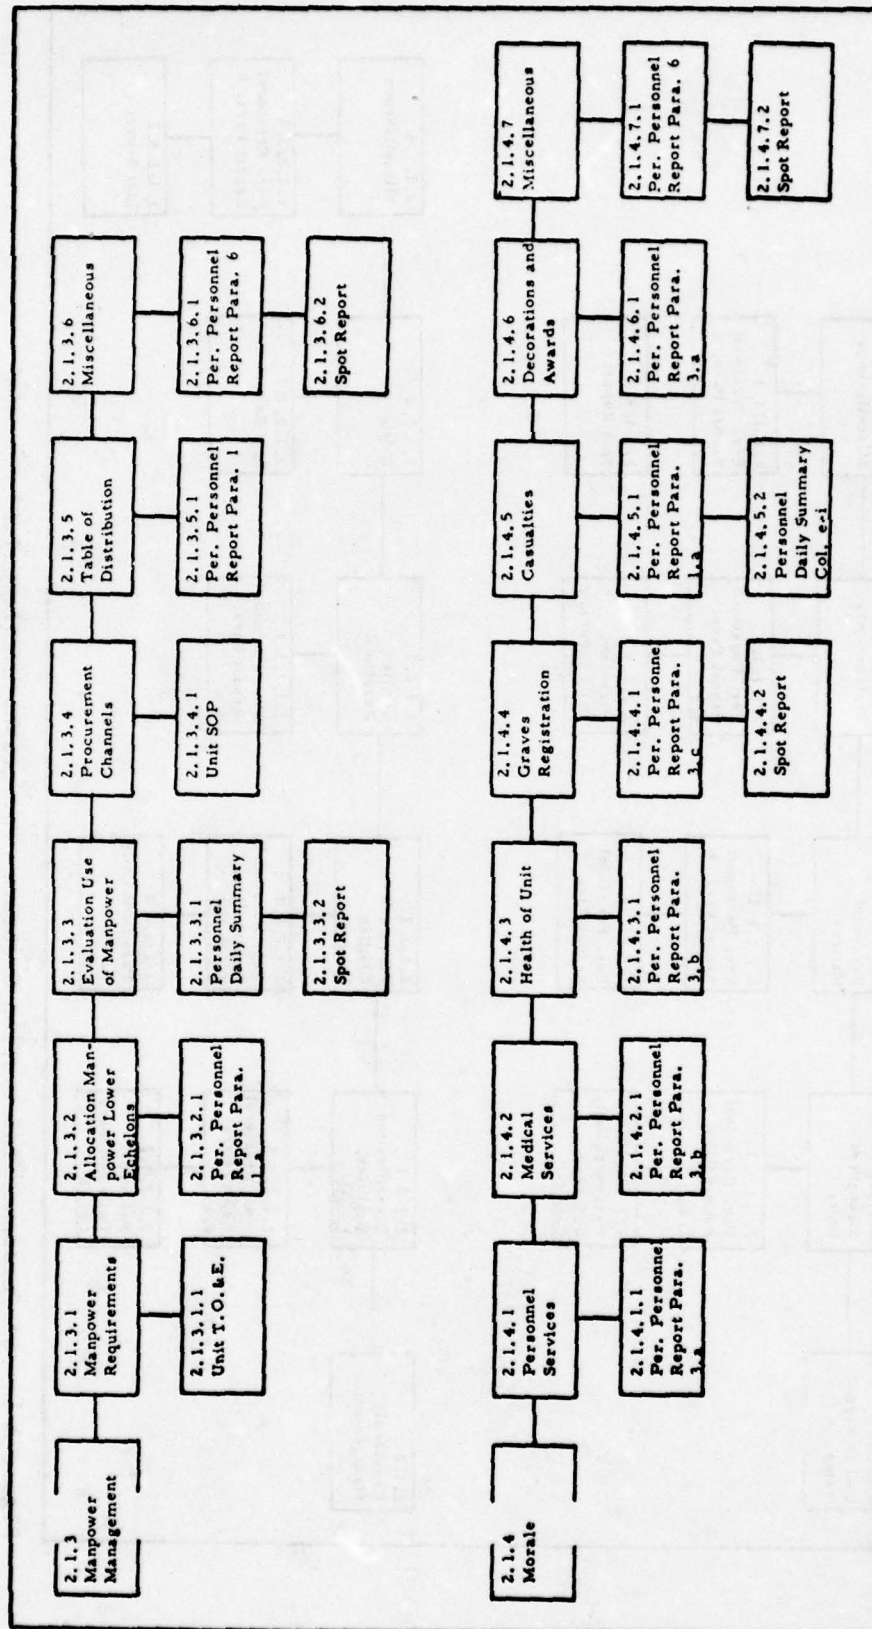 2.1.3
Manpower
Management
2.1.3.1
Manpower
Requirements
2.1.3.1.1
Unit T.O.&E.
2.1.3.2
Allocation Man-
power Lower
Echelons
2.1.3.2.1
Per. Personnel
Report Para.
1.a
2.1.3.3
Evaluation Use
of Manpower
2.1.3.3.1
Personnel
Daily Summary
2.1.3.3.2
Spot Report
2.1.3.4
Procurement
Channels
2.1.3.4.1
Unit SOP
2.1.3.5
Table of
Distribution
2.1.3.5.1
Per. Personnel
Report Para. 1
2.1.3.6
Miscellaneous
2.1.3.6.1
Per. Personnel
Report Para. 6
2.1.3.6.2
Spot Report
2.1.4
Morale
2.1.4.1
Personnel
Services
2.1.4.1.1
Per. Personnel
Report Para.
3.a
2.1.4.2
Medical
Services
2.1.4.2.1
Per. Personnel
Report Para.
3.b
2.1.4.3
Health of Unit
2.1.4.3.1
Per. Personnel
Report Para.
3.b
2.1.4.4
Graves
Registration
2.1.4.4.1
Per. Personnel
Report Para.
3.c
2.1.4.4.2
Spot Report
2.1.4.5
Casualties
2.1.4.5.1
Per. Personnel
Report Para.
1.a
2.1.4.5.2
Personnel
Daily Summary
Col. e-i
2.1.4.6
Decorations and
Awards
2.1.4.6.1
Per. Personnel
Report Para.
3.a
2.1.4.7
Miscellaneous
2.1.4.7.1
Per. Personnel
Report Para. 6
2.1.4.7.2
Spot Report